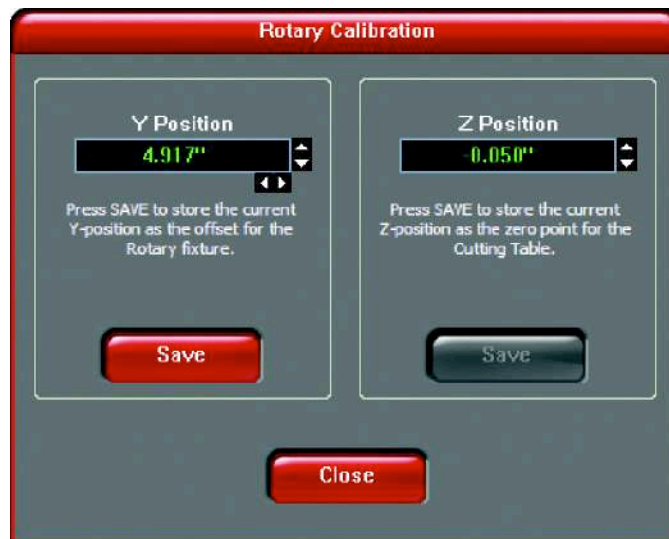 Rotary Calibration
Y Position
4.917"
Press SAVE to store the current
Y-position as the offset for the
Rotary fixture.
Save
Z Position
-0.050"
Press SAVE to store the current
Z-position as the zero point for the
Cutting Table.
Save
Close